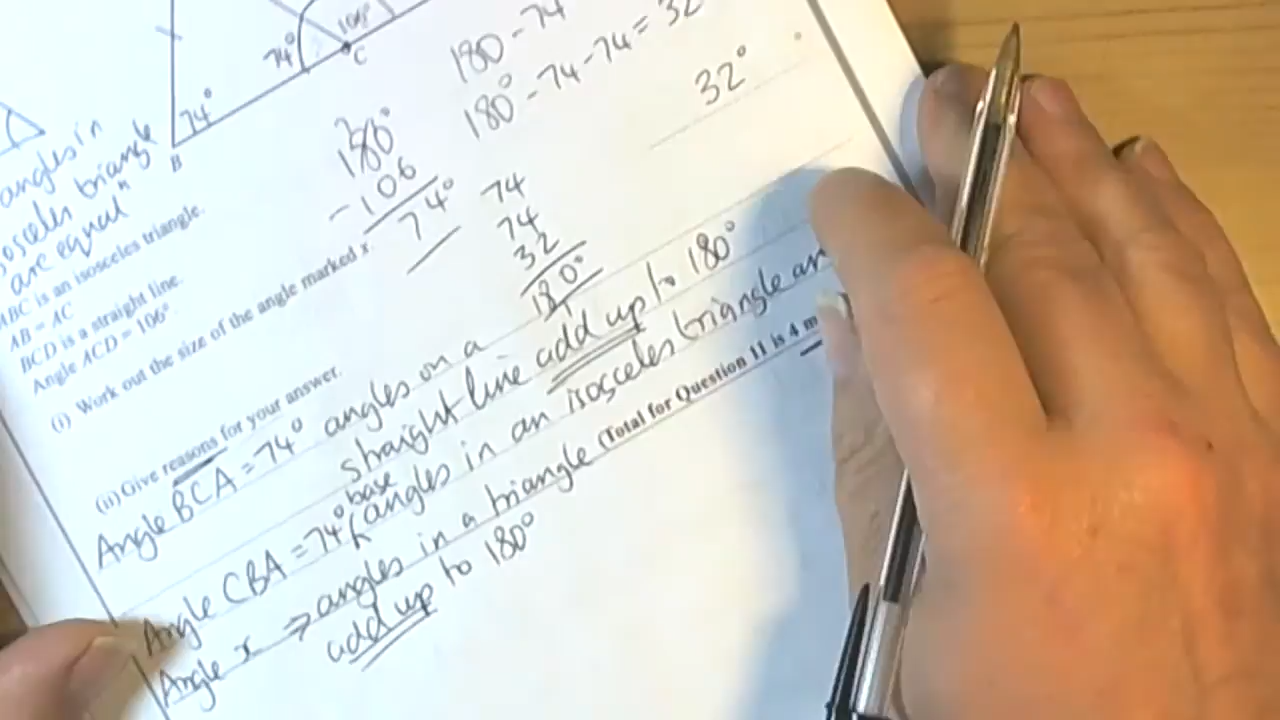 74°
106°
C
74°
B
180 - 74
180° - 74 - 74 = 32
32°
angles in
isosceles triangle
are equal"
180°
- 106
74°
74
74
32
180°
ABC is an isosceles triangle.
AB = AC
BCD is a straight line.
Angle ACD = 106°
(i) Work out the size of the angle marked x.
(ii) Give reasons for your answer.
Angle BCA = 74° angles on a
straight line add up to 180°
Angle CBA = 74° base angles in an isosceles triangle
(Total for Question 11 is 4
Angle x ⇒ angles in a triangle
add up to 180°